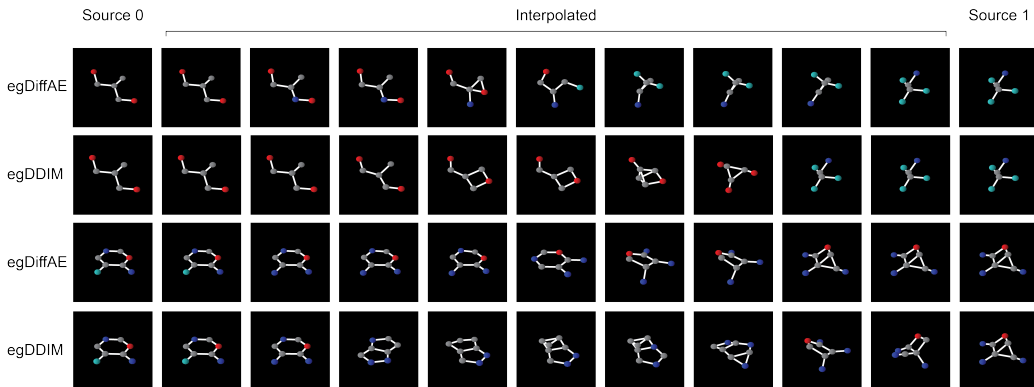 Source 0 Interpolated Source 1
egDiffAE
egDDIM
egDiffAE
egDDIM